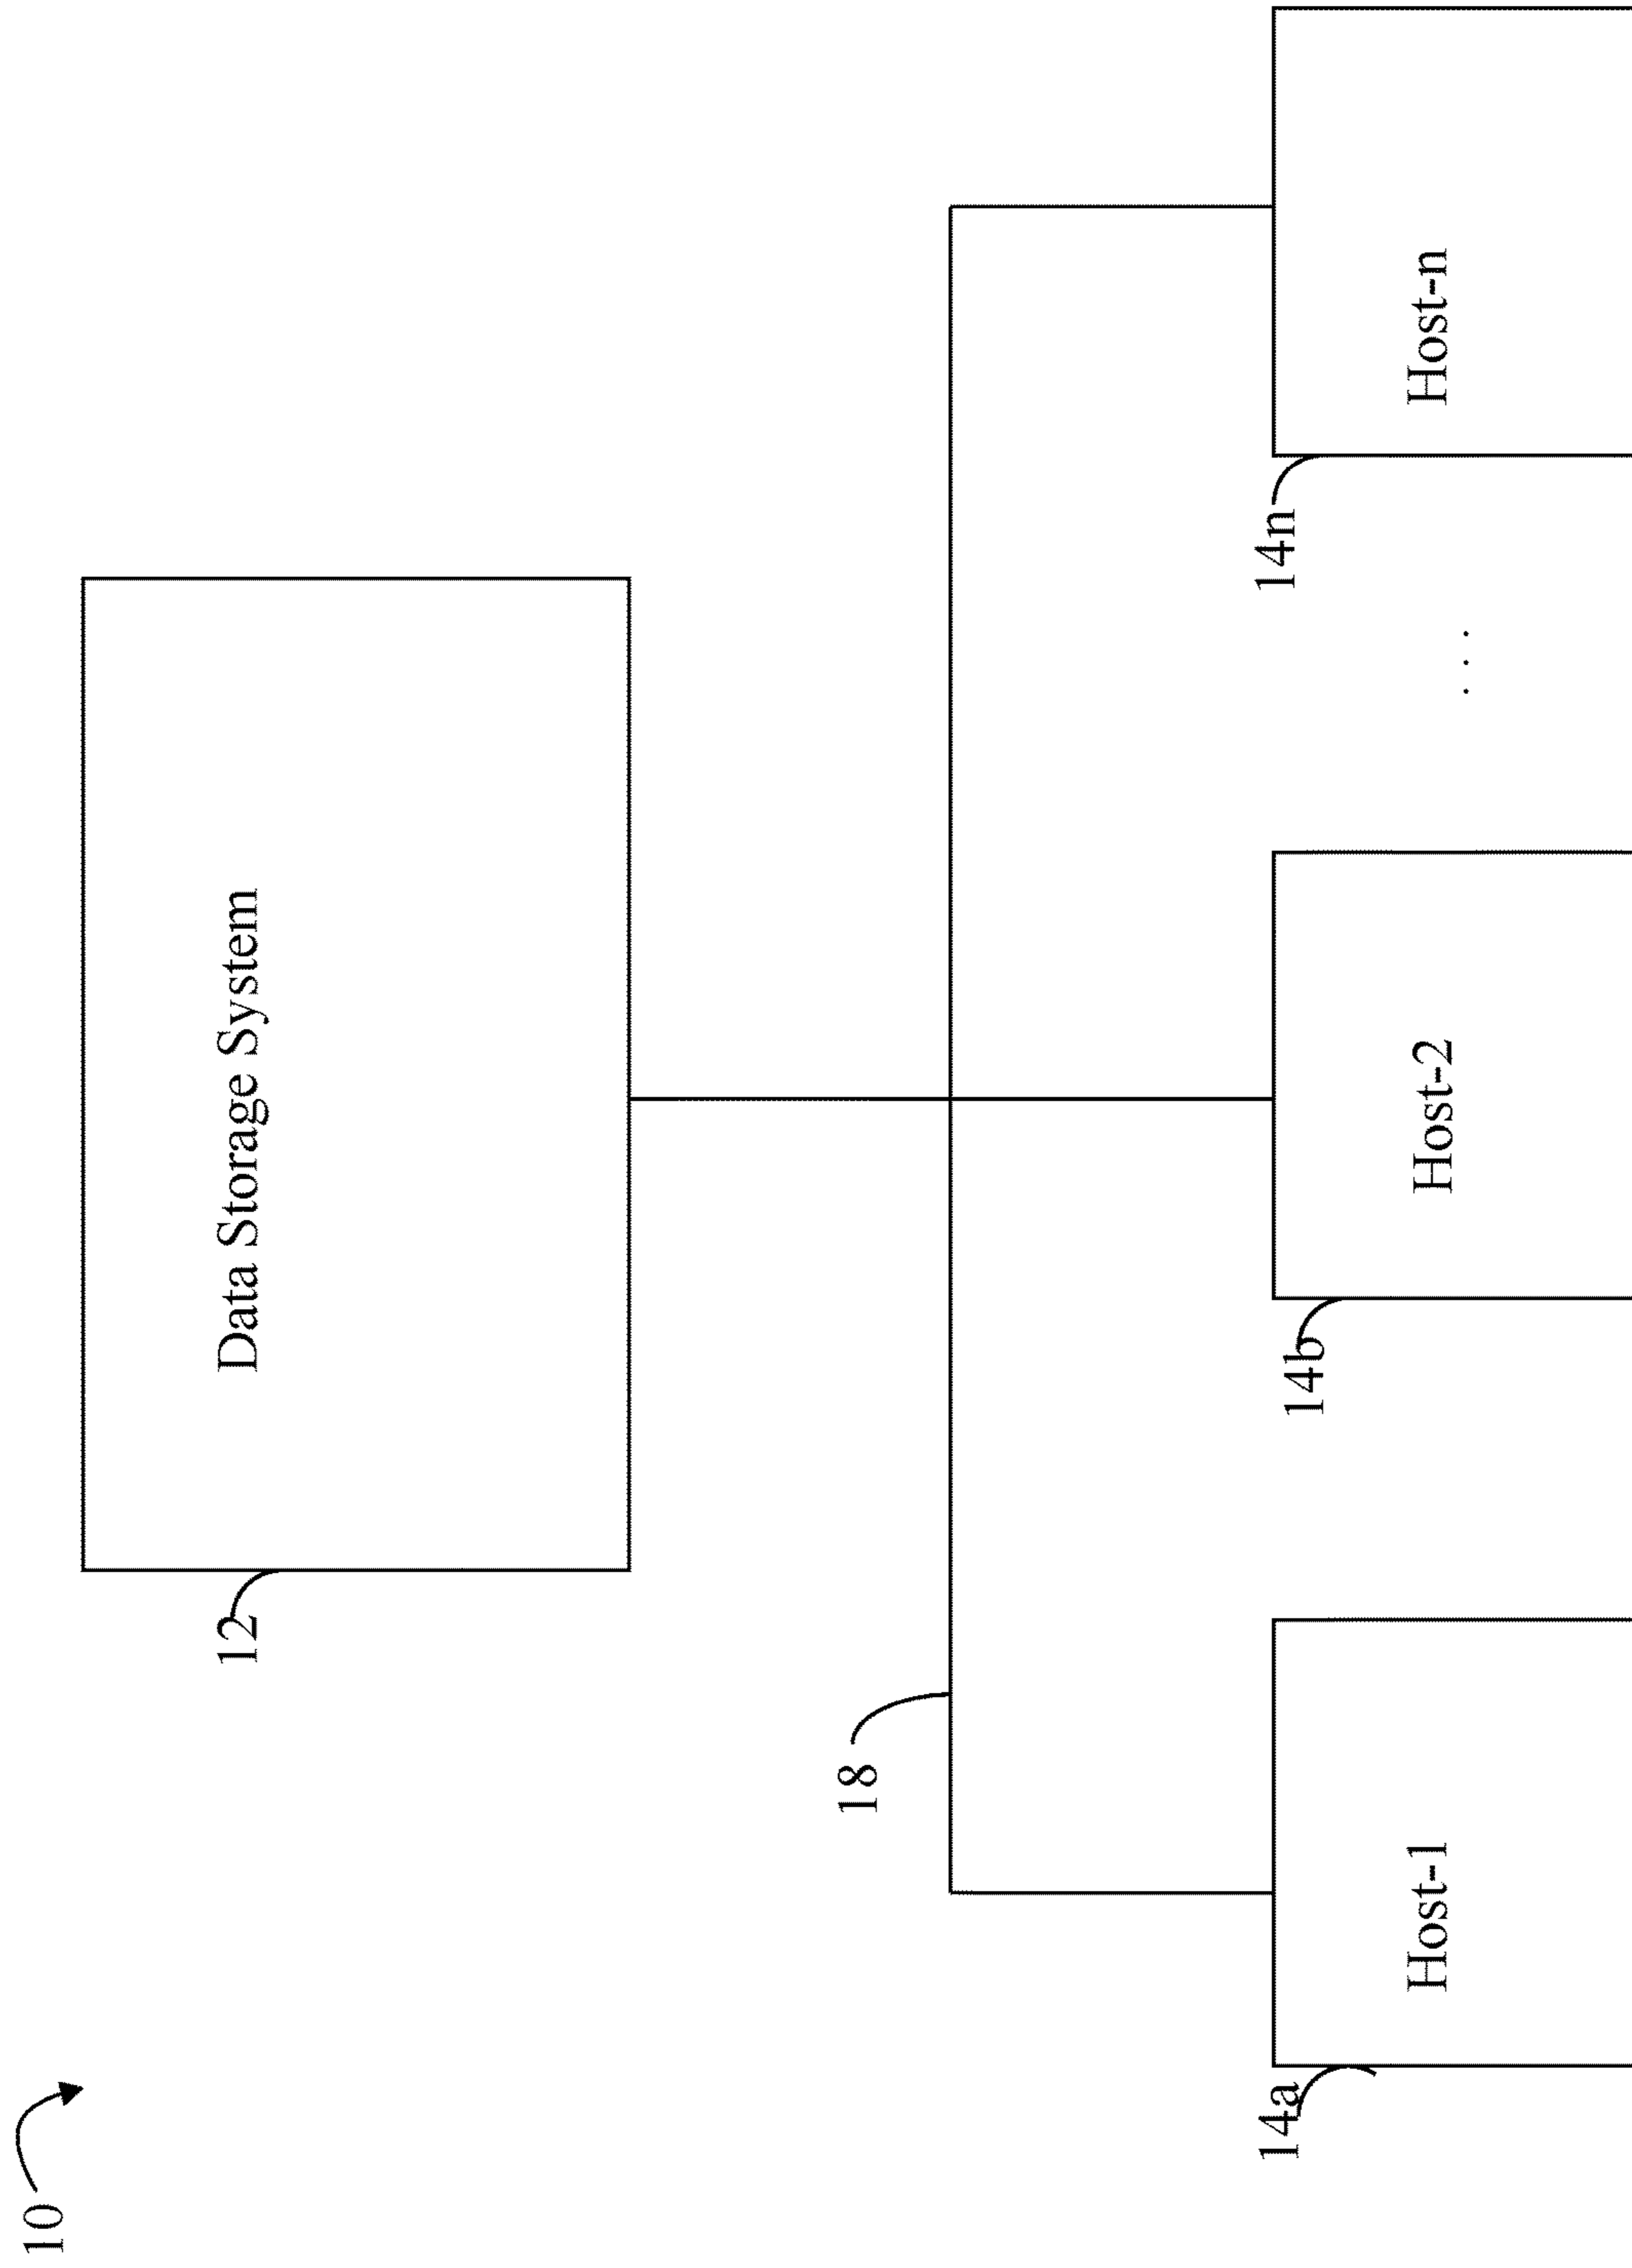 10
12
Data Storage System
18
14a
Host-1
14b
Host-2
. . .
14n
Host-n